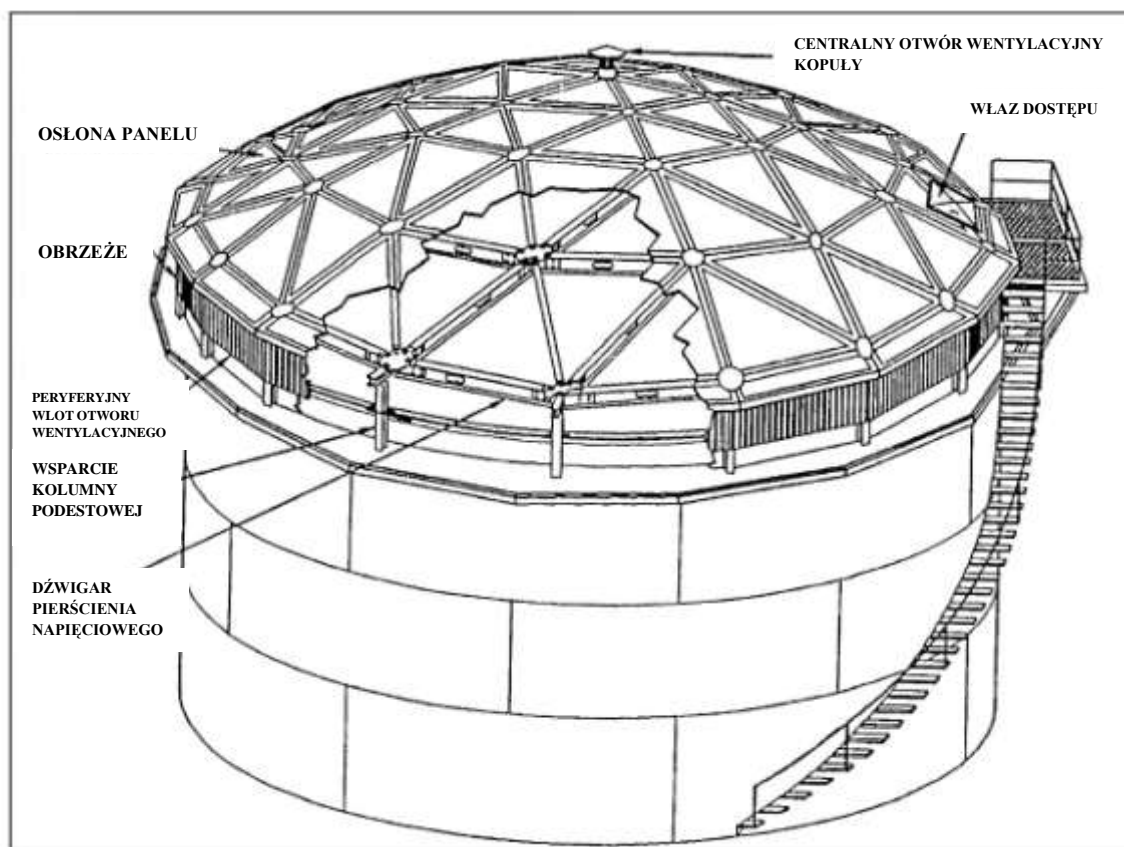 CENTRALNY OTWÓR WENTYLACYJNY
KOPUŁY
WŁAZ DOSTĘPU
OSŁONA PANELU
OBRZEŻE
PERYFERYJNY
WLOT OTWORU
WENTYLACYJNEGO
WSPARCIE
KOLUMNY
PODESTOWEJ
DŹWIGAR
PIERŚCIENIA
NAPIĘCIOWEGO